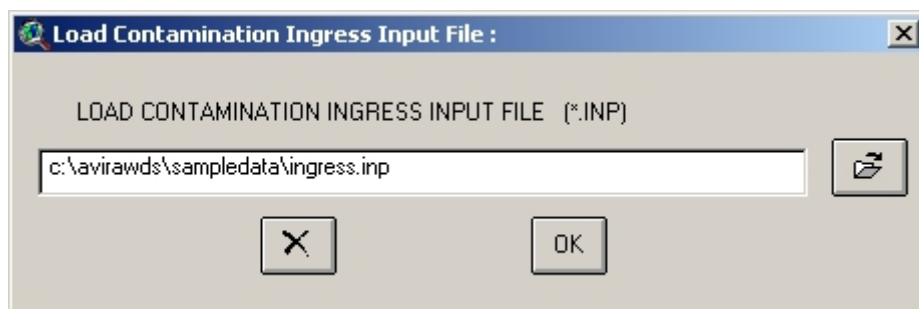 Load Contamination Ingress Input File :
LOAD CONTAMINATION INGRESS INPUT FILE (*.INP)
c:\avirawds\sampledata\ingress.inp
OK